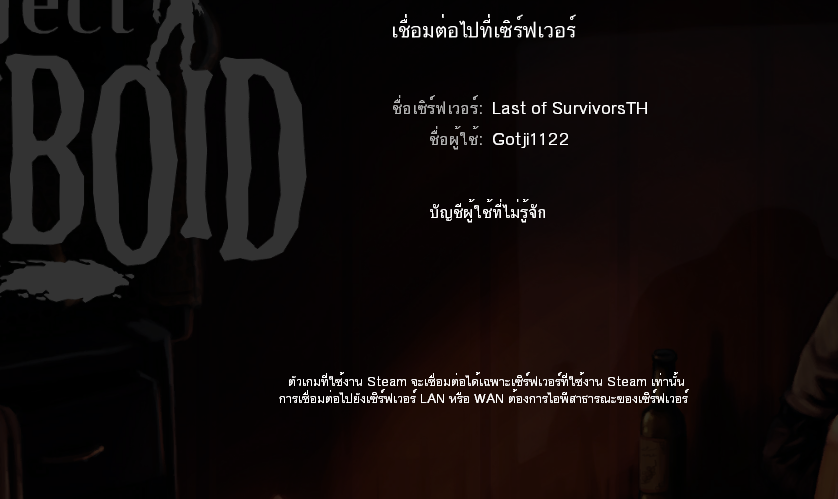 ject
BOID
เชื่อมต่อไปที่เซิร์ฟเวอร์
ชื่อเซิร์ฟเวอร์: Last of SurvivorsTH
ชื่อผู้ใช้: Gotji1122
บัญชีผู้ใช้ที่ไม่รู้จัก
ตัวเกมที่ใช้งาน Steam จะเชื่อมต่อได้เฉพาะเซิร์ฟเวอร์ที่ใช้งาน Steam เท่านั้น
การเชื่อมต่อไปยังเซิร์ฟเวอร์ LAN หรือ WAN ต้องการไอพีสาธารณะของเซิร์ฟเวอร์